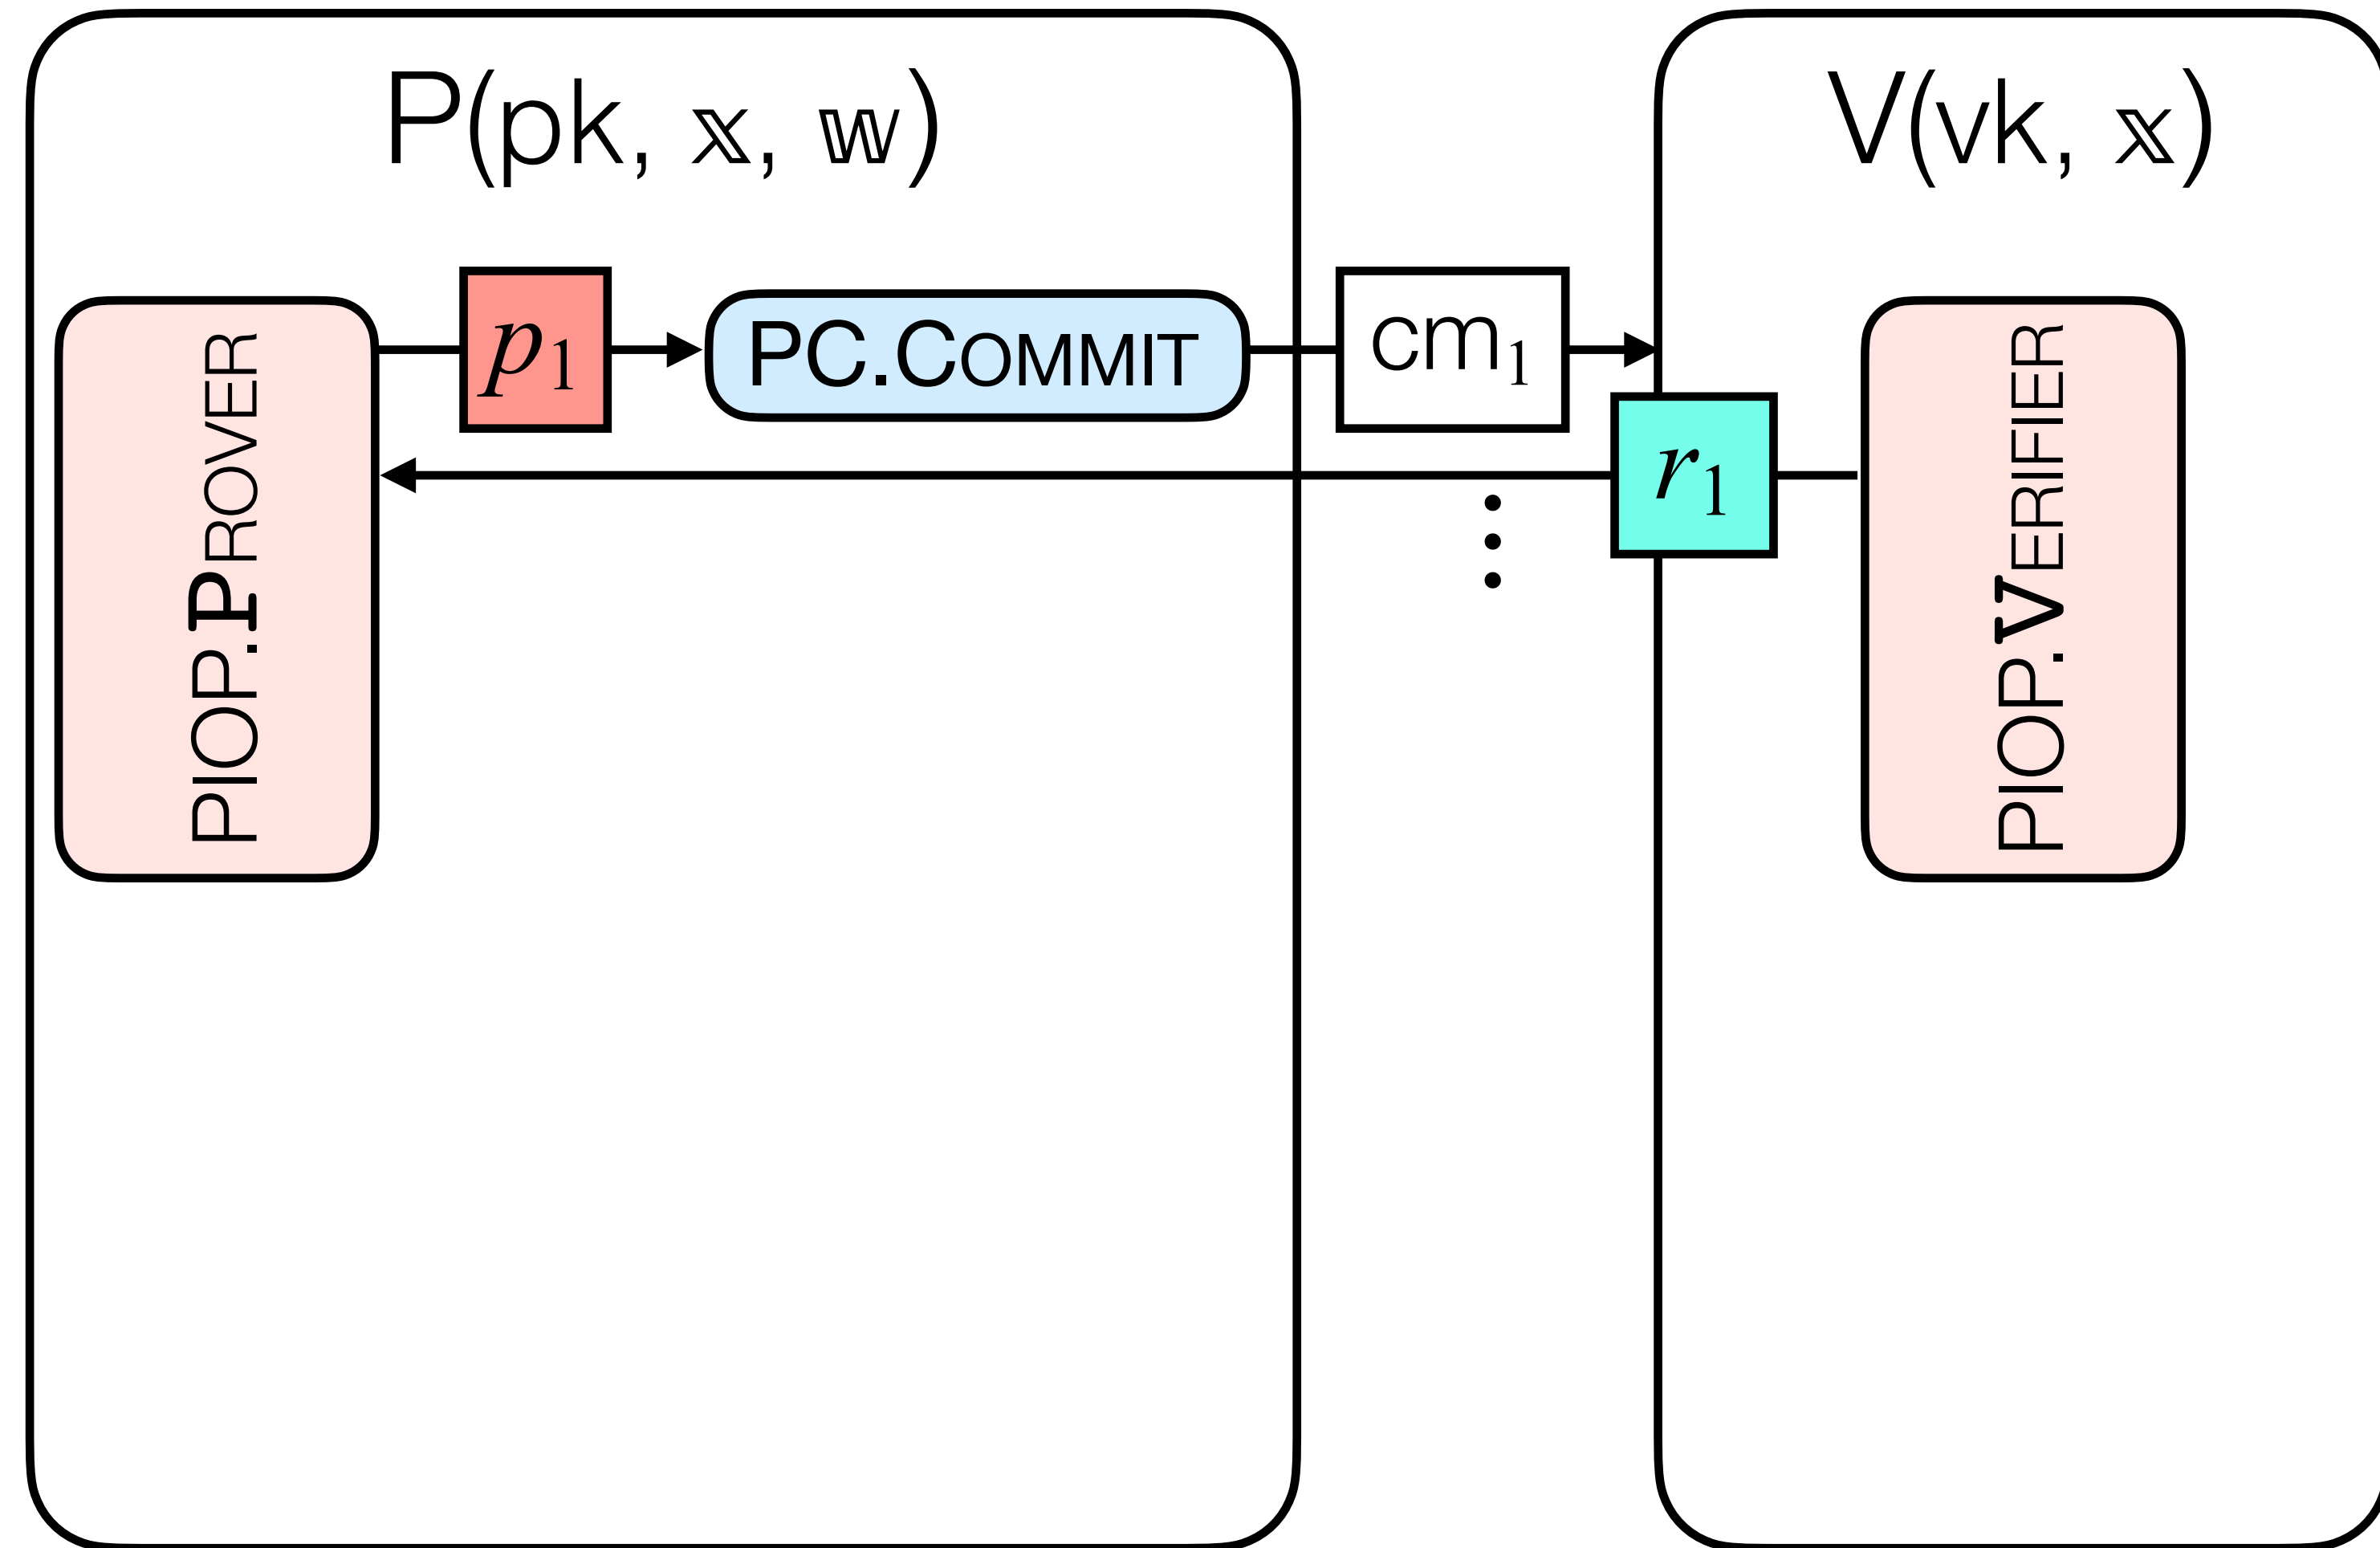 P(pk, 𝕩, 𝕨)
V(vk, 𝕩)
PIOP.PROVER
p₁
PC.COMMIT
cm₁
r₁
PIOP.VERIFIER